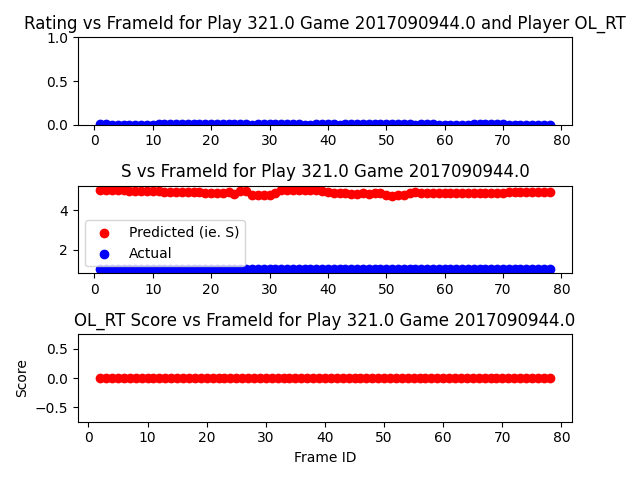 Rating vs FrameId for Play 321.0 Game 2017090944.0 and Player OL_RT
1.0
0.5
0.0
0 10 20 30 40 50 60 70 80
S vs FrameId for Play 321.0 Game 2017090944.0
4
2
Predicted (ie. S)
Actual
0 10 20 30 40 50 60 70 80
OL_RT Score vs FrameId for Play 321.0 Game 2017090944.0
Score
0.5
0.0
−0.5
0 10 20 30 40 50 60 70 80
Frame ID